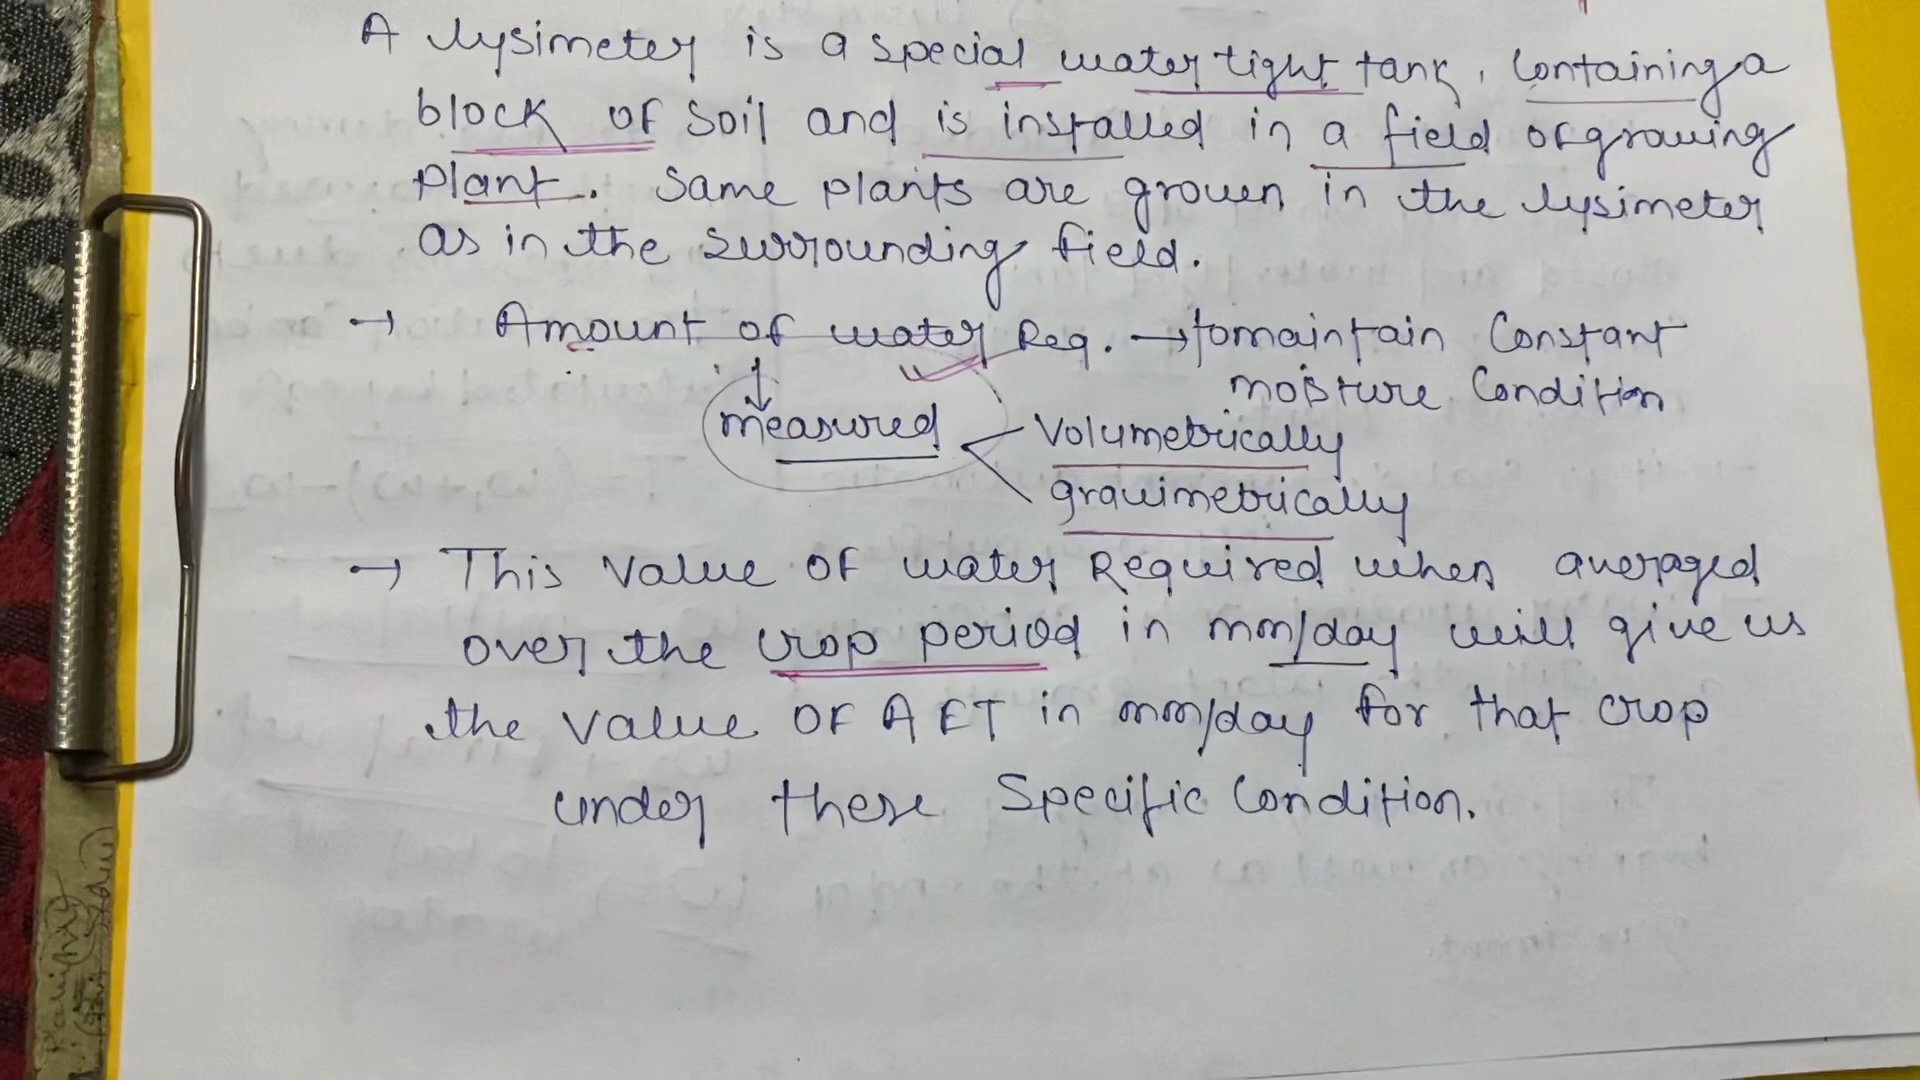 A lysimeter is a special water tight tank, containing a
block of soil and is installed in a field of growing
plant. Same plants are grown in the lysimeter
as in the surrounding field.
→ Amount of water Req. → to maintain Constant
moisture Condition
measured
Volumetrically
gravimetrically
→ This Value of water Required when averaged
over the crop period in mm/day will give us
the value of AET in mm/day for that crop
under these Specific Condition.